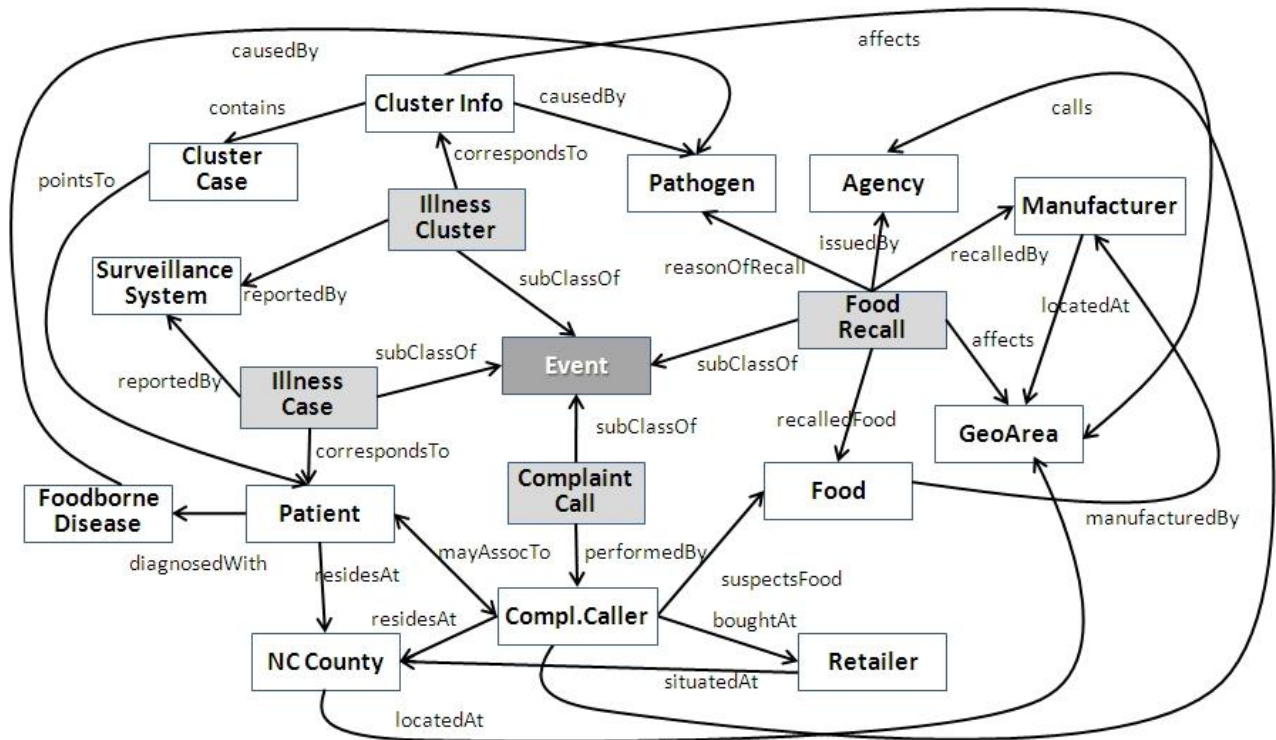 causedBy
affects
Cluster Info
causedBy
contains
calls
correspondsTo
Cluster
Case
pointsTo
Pathogen
Agency
Manufacturer
Illness
Cluster
issuedBy
recalledBy
reasonOfRecall
Surveillance
System
subClassOf
reportedBy
Food
Recall
locatedAt
affects
subClassOf
Event
subClassOf
reportedBy
Illness
Case
recalledFood
GeoArea
subClassOf
correspondsTo
Complaint
Call
Food
Foodborne
Disease
Patient
manufacturedBy
mayAssocTo
performedBy
diagnosedWith
residesAt
suspectsFood
residesAt
Compl.Caller
boughtAt
NC County
Retailer
situatedAt
locatedAt